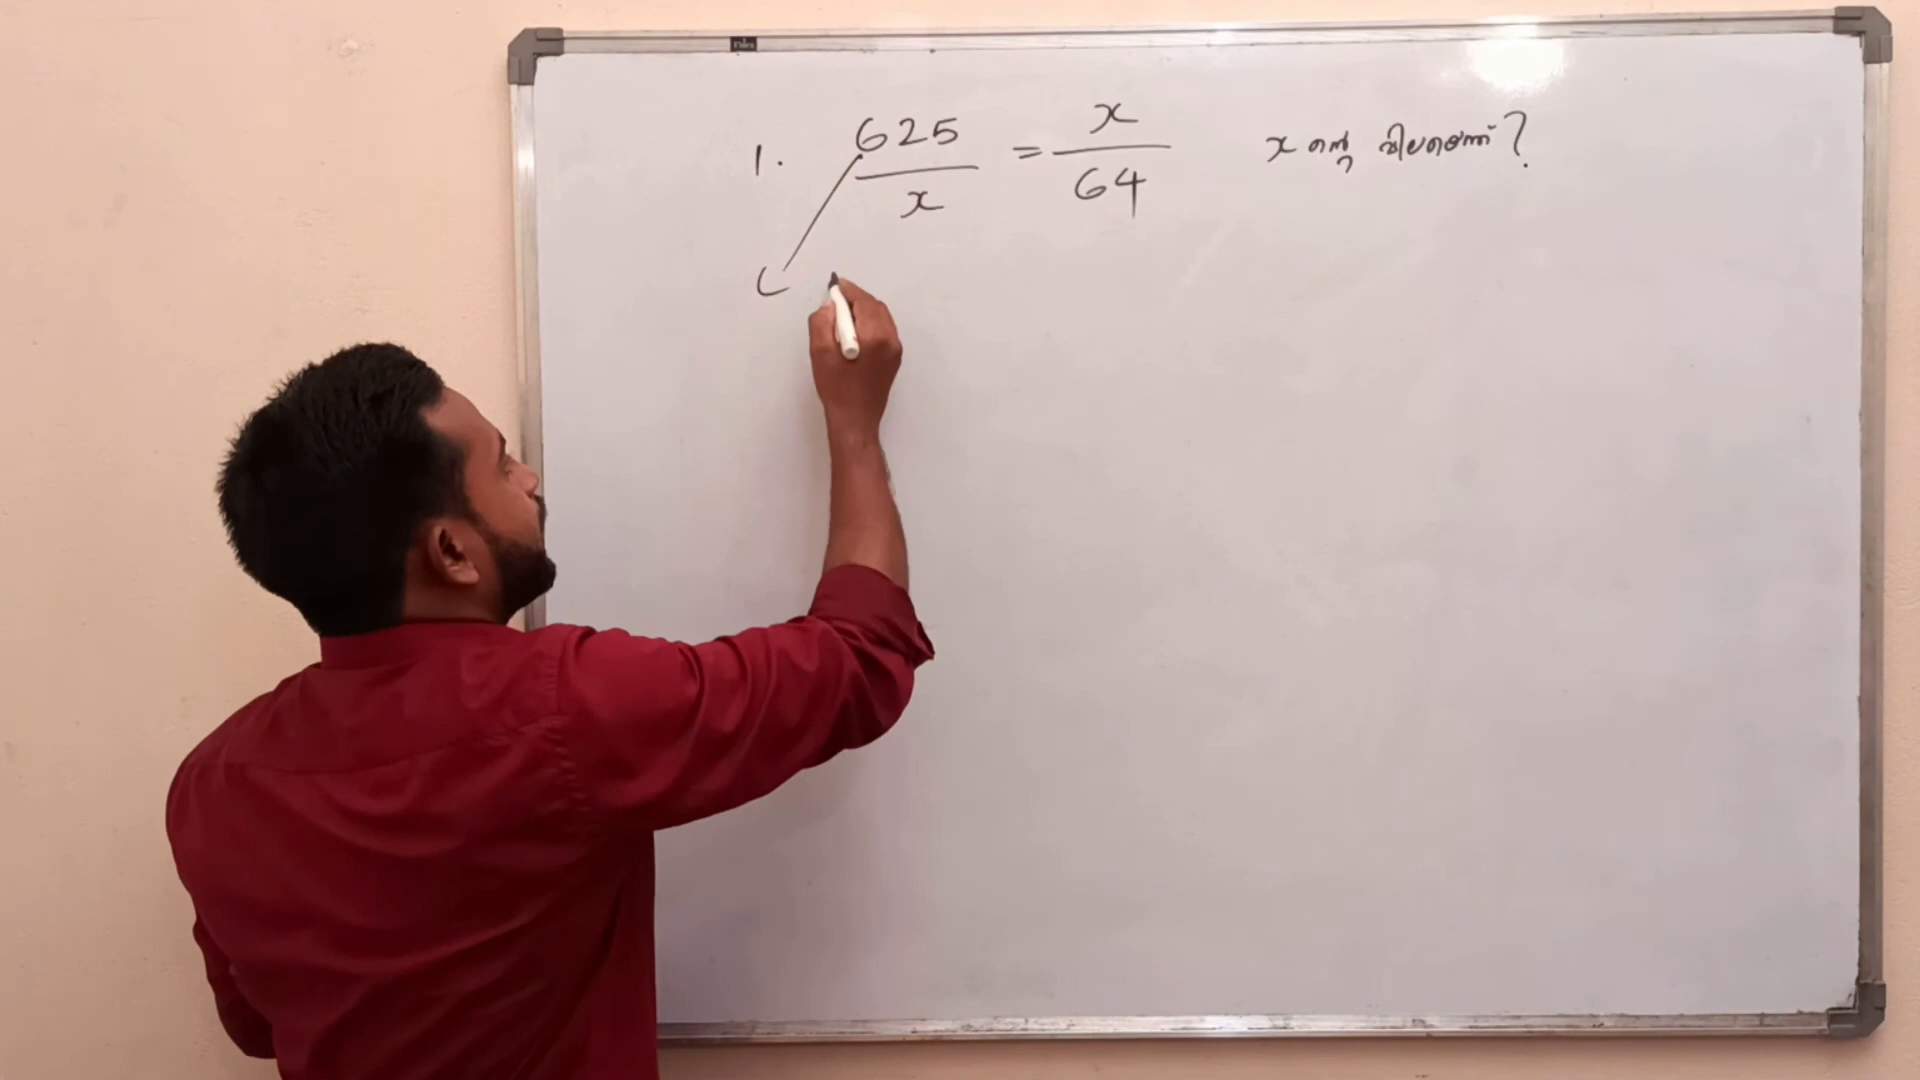 1. 625/x = x/64 x ന്റെ വിലയെന്ത് ?